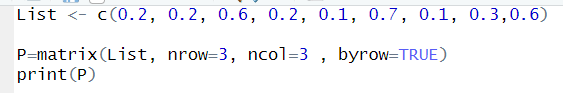 List <- c(0.2, 0.2, 0.6, 0.2, 0.1, 0.7, 0.1, 0.3,0.6)
P=matrix(List, nrow=3, ncol=3 , byrow=TRUE)
print(P)